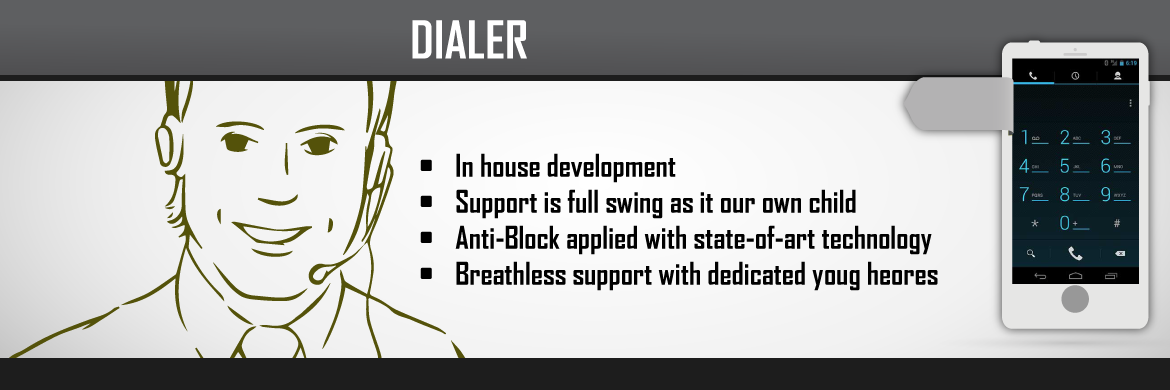 DIALER
6:19
In house development
Support is full swing as it our own child
Anti-Block applied with state-of-art technology
Breathless support with dedicated youg heores
1
2 ABC
3 DEF
4 GHI
5 JKL
6 MNO
7 PQRS
8 TUV
9 WXYZ
* 0 + #